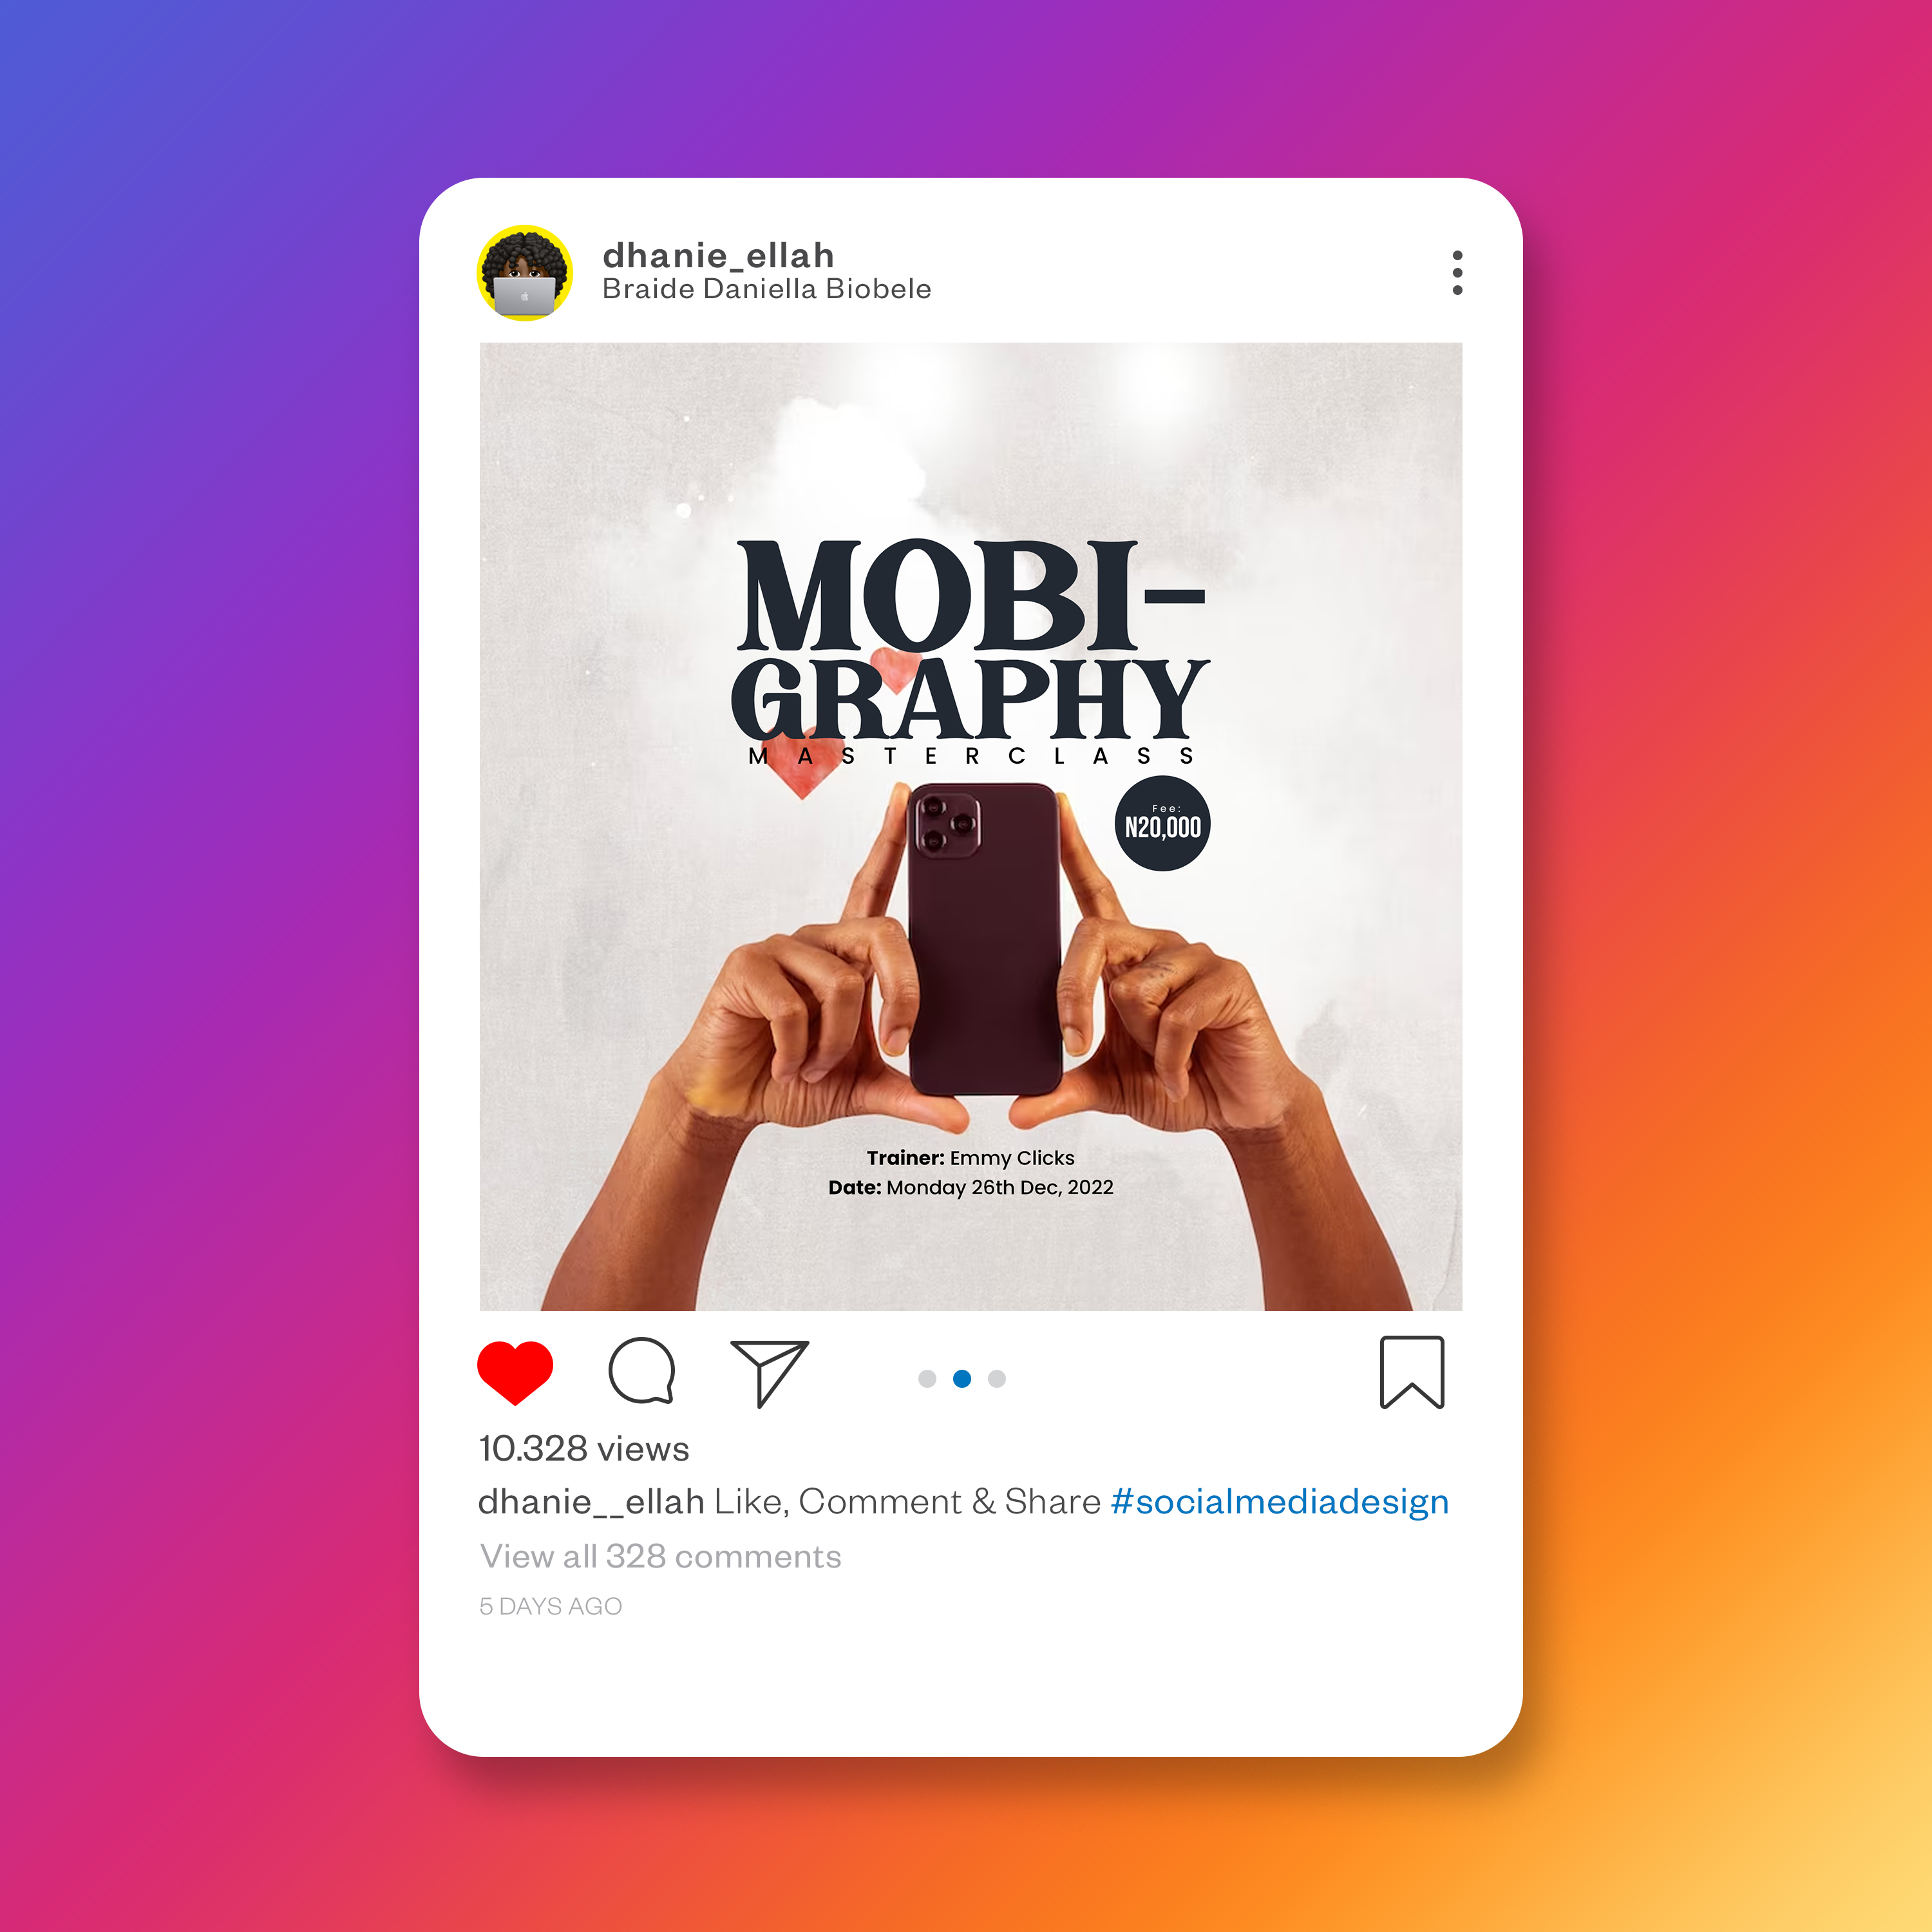 dhanie_ellah
Braide Daniella Biobele
MOBI-
GRAPHY
MASTERCLASS
Fee:
N20,000
Trainer: Emmy Clicks
Date: Monday 26th Dec, 2022
10.328 views
dhanie__ellah Like, Comment & Share #socialmediadesign
View all 328 comments
5 DAYS AGO